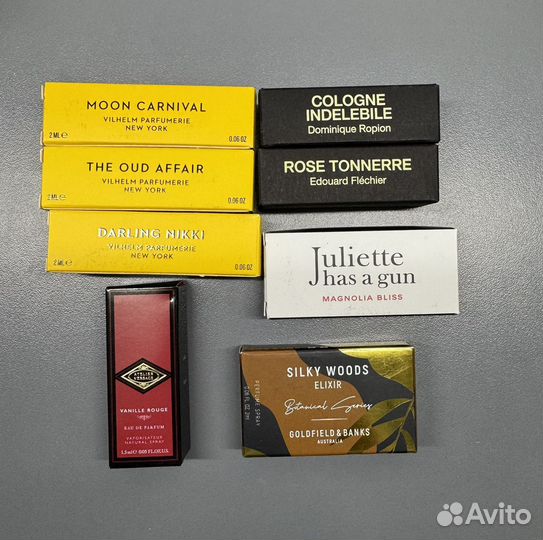 MOON CARNIVAL
VILHELM PARFUMERIE
NEW YORK
2 ML℮ 0.06 OZ
THE OUD AFFAIR
VILHELM PARFUMERIE
NEW YORK
2 ML℮ 0.06 OZ
DARLING NIKKI
VILHELM PARFUMERIE
NEW YORK
2 ML℮ 0.06 OZ
COLOGNE
INDELEBILE
Dominique Ropion
ROSE TONNERRE
Edouard Fléchier
Juliette
has a gun
MAGNOLIA BLISS
ATELIER
VERSACE
VANILLE ROUGE
EAU DE PARFUM
VAPORISATEUR
NATURAL SPRAY
1.5 ml ℮ 0.05 FL.OZ.US.
SILKY WOODS
ELIXIR
Botanical Series
GOLDFIELD & BANKS
AUSTRALIA
PERFUME SPRAY
Avito